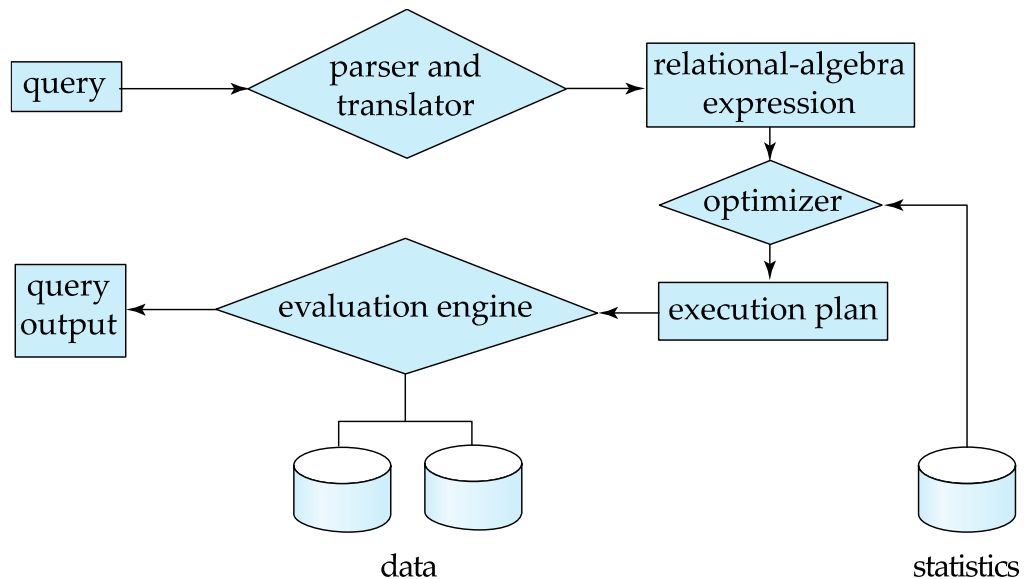 query
parser and
translator
relational-algebra
expression
optimizer
query
output
evaluation engine
execution plan
data
statistics